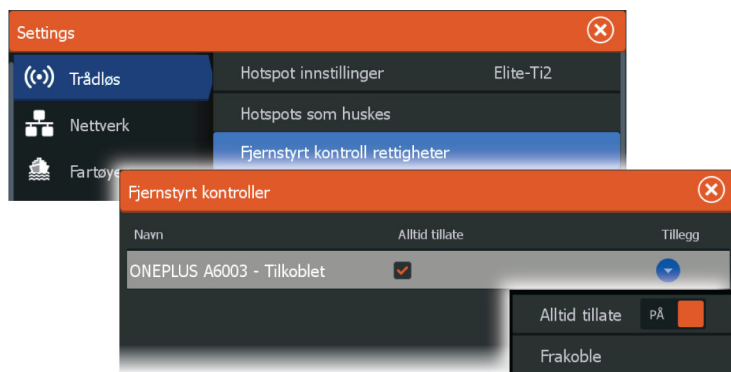 Settings
Trådløs
Hotspot innstillinger Elite-Ti2
Nettverk
Hotspots som huskes
Fjernstyrt kontroll rettigheter
Fartøyer
Fjernstyrt kontroller
Navn Alltid tillate Tillegg
ONEPLUS A6003 - Tilkoblet
Alltid tillate PÅ
Frakoble